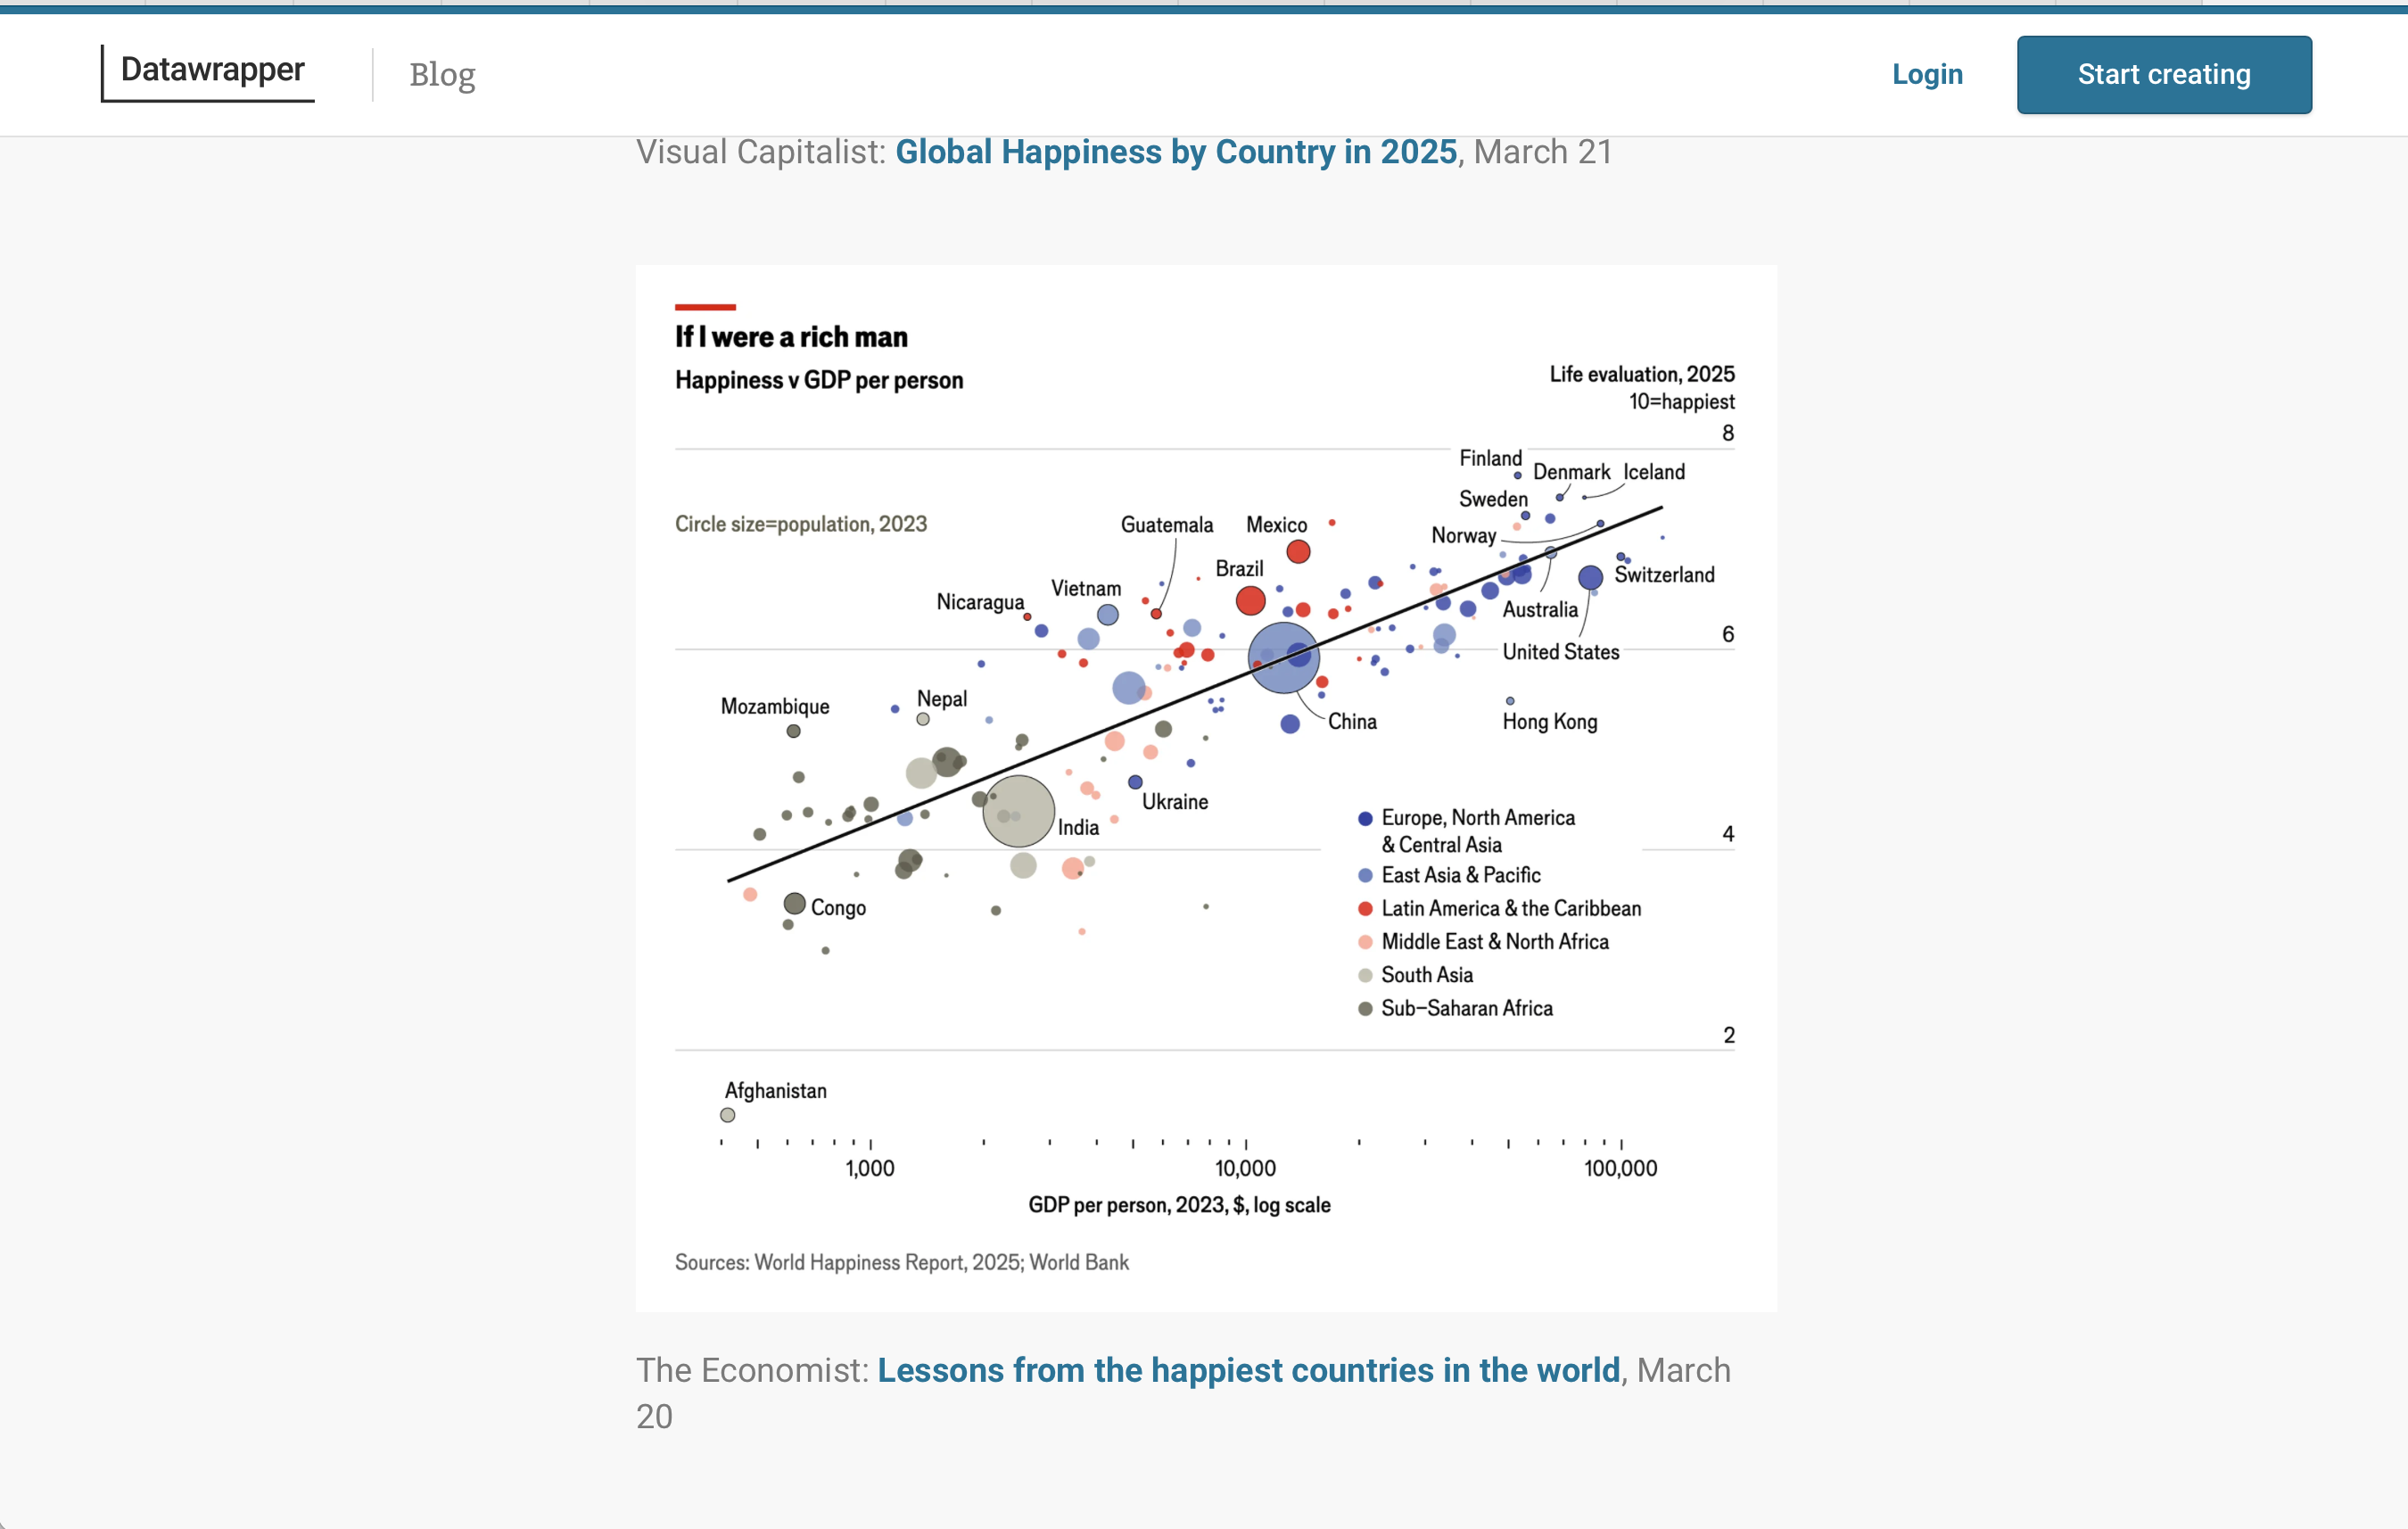 Datawrapper
Blog
Login
Start creating
Visual Capitalist: Global Happiness by Country in 2025, March 21
If I were a rich man
Happiness v GDP per person
Life evaluation, 2025
10=happiest
8
Finland
Denmark
Iceland
Sweden
Circle size=population, 2023
Guatemala
Mexico
Norway
Brazil
Vietnam
Switzerland
Nicaragua
Australia
6
United States
Nepal
Mozambique
China
Hong Kong
Ukraine
India
Europe, North America
& Central Asia
4
East Asia & Pacific
Congo
Latin America & the Caribbean
Middle East & North Africa
South Asia
Sub-Saharan Africa
2
Afghanistan
1,000
10,000
100,000
GDP per person, 2023, $, log scale
Sources: World Happiness Report, 2025; World Bank
The Economist: Lessons from the happiest countries in the world, March
20